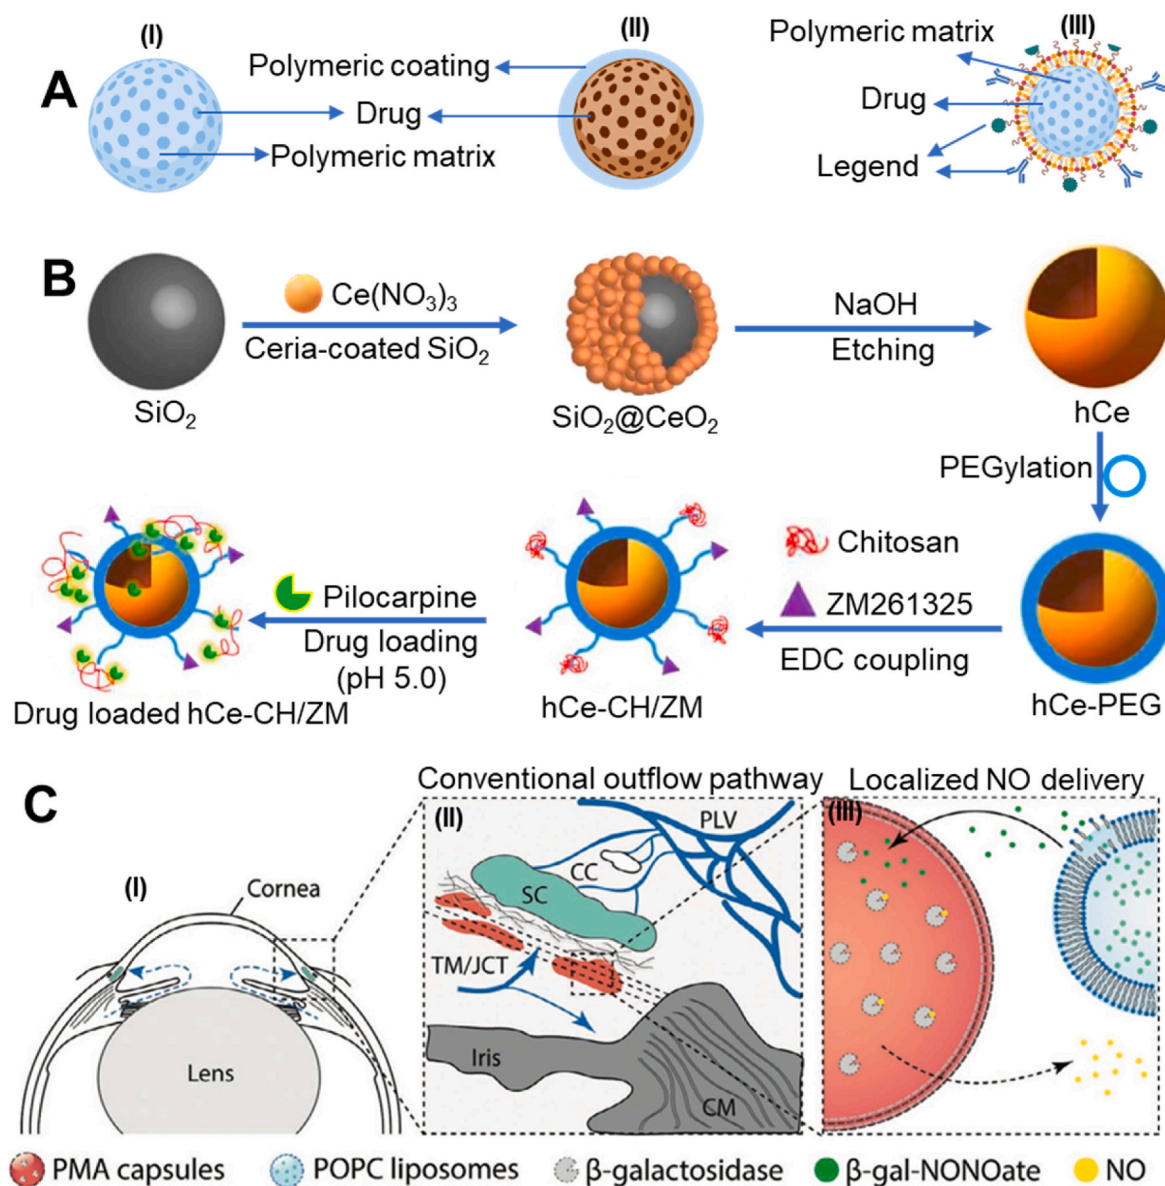 (I)
(II)
(III)
A
Polymeric coating
Drug
Polymeric matrix
Polymeric matrix
Drug
Legend
B
Ce(NO₃)₃
Ceria-coated SiO₂
NaOH
Etching
SiO₂
SiO₂@CeO₂
hCe
PEGylation
Chitosan
ZM261325
EDC coupling
hCe-PEG
Pilocarpine
Drug loading
(pH 5.0)
hCe-CH/ZM
Drug loaded hCe-CH/ZM
C
Conventional outflow pathway
Localized NO delivery
(I)
Cornea
Lens
(II)
PLV
CC
SC
TM/JCT
Iris
CM
(III)
PMA capsules
POPC liposomes
β-galactosidase
β-gal-NONOate
NO